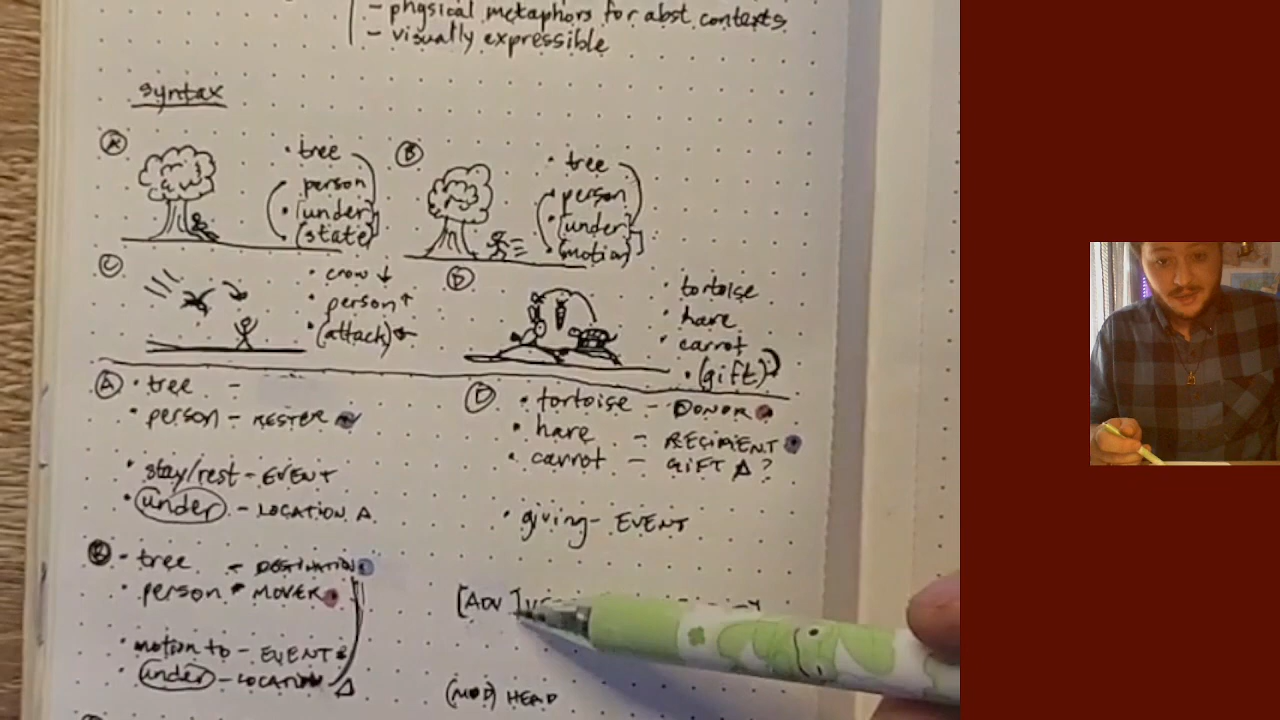 - physical metaphors for abst. contexts
- visually expressible
syntax
A
• tree
person
• [under]
(state)
B
• tree
person
• [under]
• (motion)
C
• crow ↓
• person ↑
• (attack)
D
• tortoise
• hare
• carrot
• (gift)
A • tree -
• person - RESTER
• stay/rest - EVENT
• under - LOCATION Δ
B - tree - DESTINATION
• person - MOVER
• motion to - EVENT
• under - LOCATION Δ
D • tortoise - DONOR
• hare - RECIPIENT
• carrot - GIFT Δ ?
• giving - EVENT
[ADV]
(MOD) HEAD